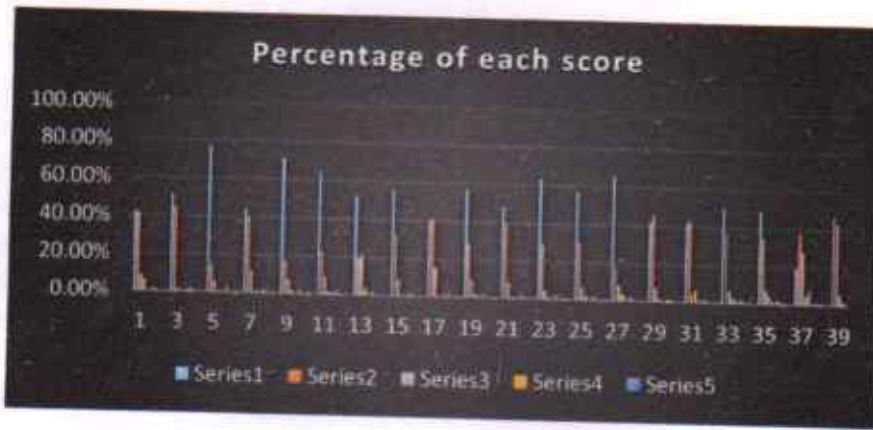 Percentage of each score
100.00%
80.00%
60.00%
40.00%
20.00%
0.00%
1 3 5 7 9 11 13 15 17 19 21 23 25 27 29 31 33 35 37 39
Series1 Series2 Series3 Series4 Series5